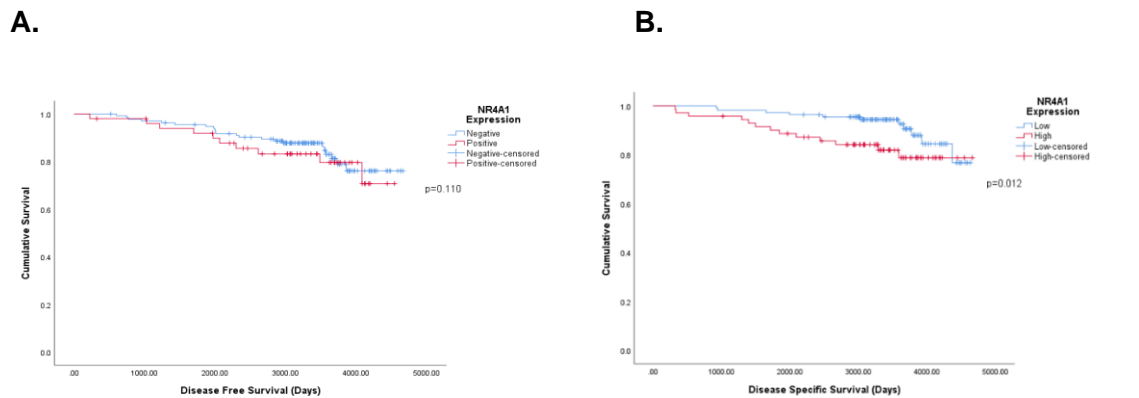 A.
B.
NR4A1
Expression
Negative
Positive
Negative-censored
Positive-censored
1.0
0.8
0.6
0.4
0.2
0.0
Cumulative Survival
p=0.110
.00 1000.00 2000.00 3000.00 4000.00 5000.00
Disease Free Survival (Days)
NR4A1
Expression
Low
High
Low-censored
High-censored
1.0
0.8
0.6
0.4
0.2
0.0
Cumulative Survival
p=0.012
.00 1000.00 2000.00 3000.00 4000.00 5000.00
Disease Specific Survival (Days)